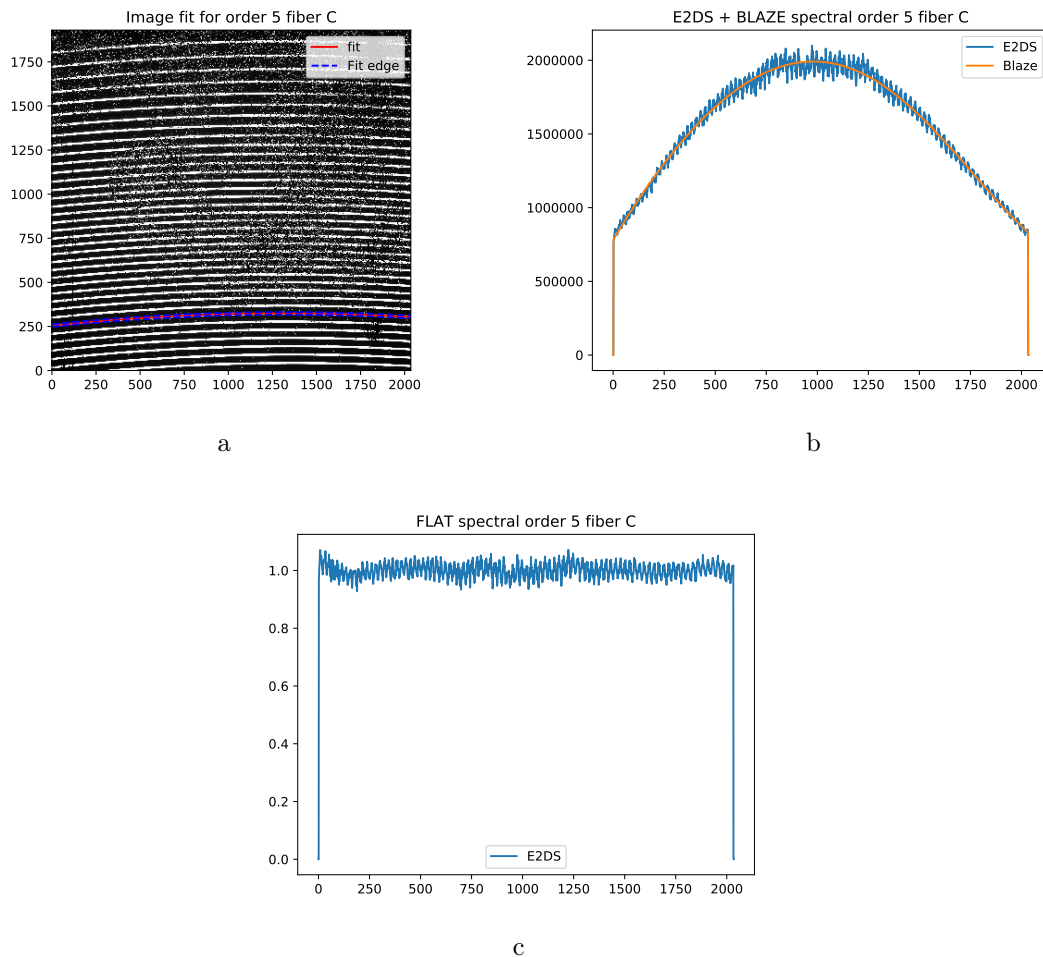 Image fit for order 5 fiber C
fit
Fit edge
1750
1500
1250
1000
750
500
250
0
0 250 500 750 1000 1250 1500 1750 2000
a
E2DS + BLAZE spectral order 5 fiber C
E2DS
Blaze
2000000
1500000
1000000
500000
0
0 250 500 750 1000 1250 1500 1750 2000
b
FLAT spectral order 5 fiber C
1.0
0.8
0.6
0.4
0.2
0.0
E2DS
0 250 500 750 1000 1250 1500 1750 2000
c